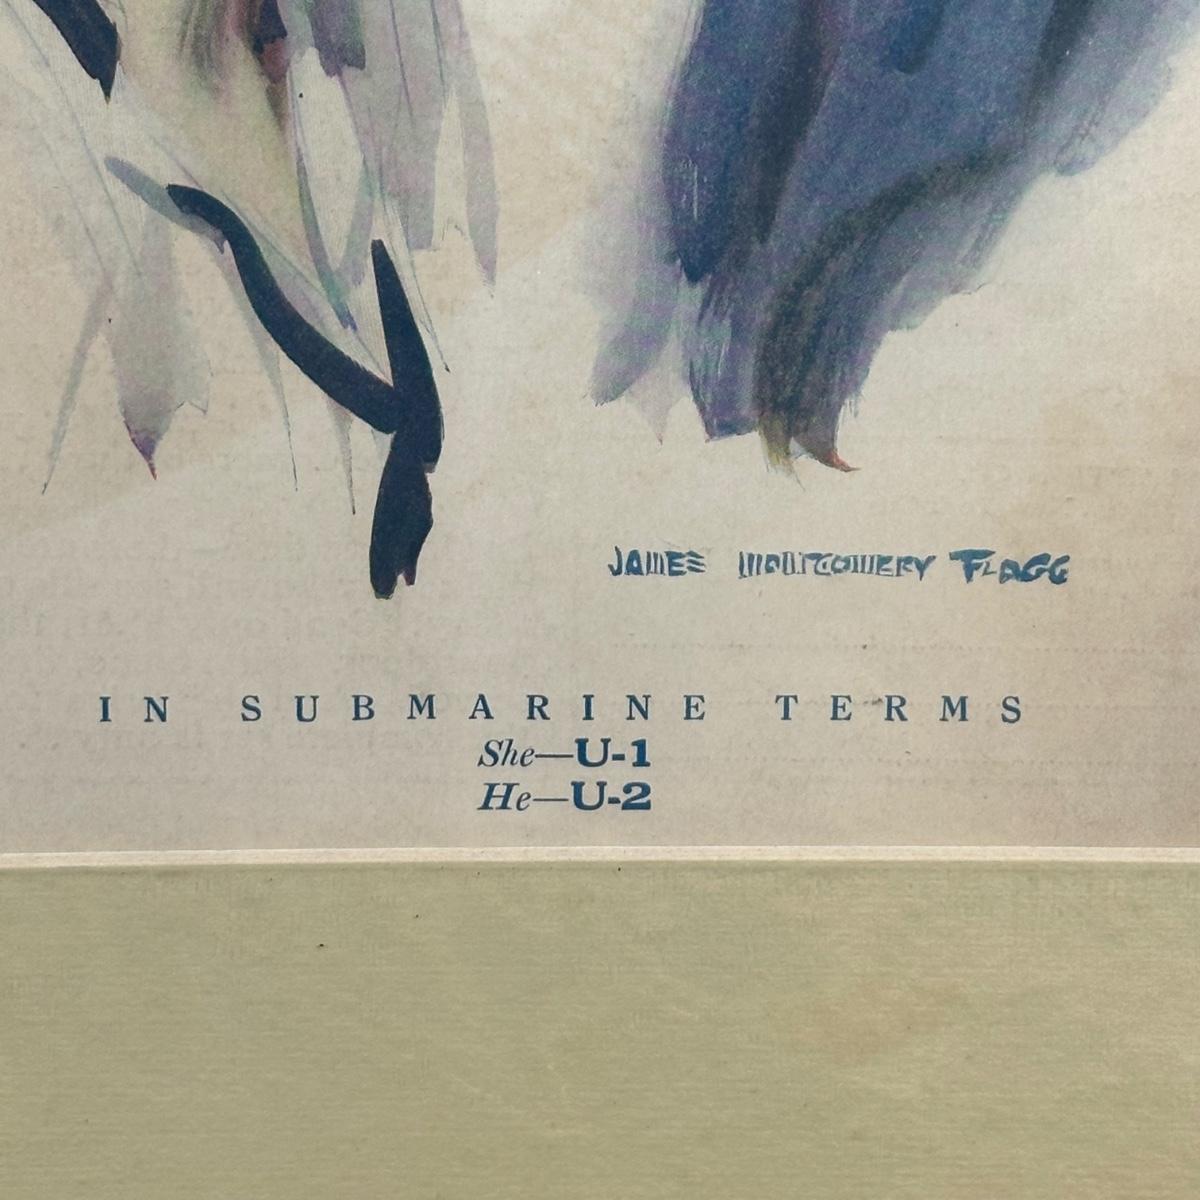 JAMES MONTGOMERY FLAGG
IN SUBMARINE TERMS
She—U-1
He—U-2